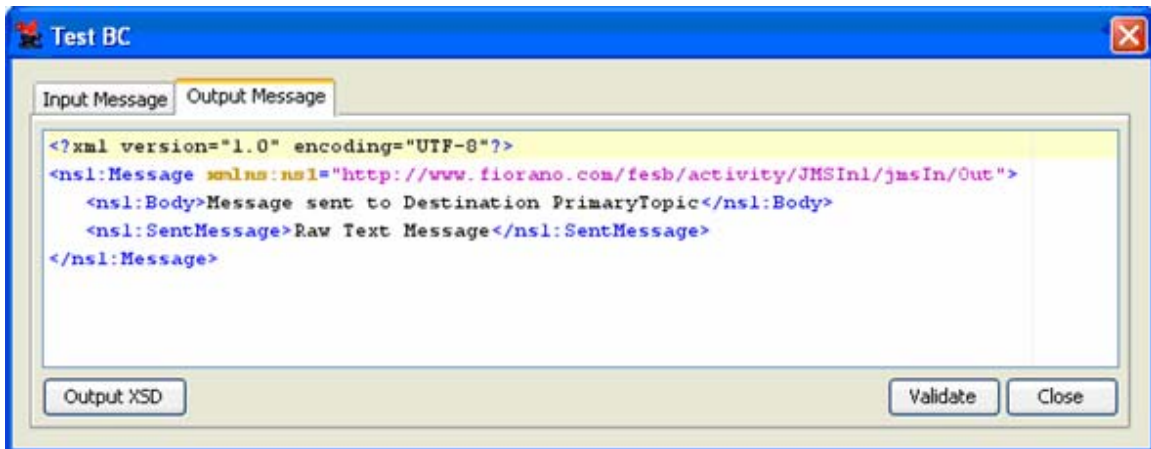 Test BC
Input Message
Output Message
<?xml version="1.0" encoding="UTF-8"?>
<ns1:Message xmlns:ns1="http://www.fiorano.com/fesb/activity/JMSIn1/jmsIn/Out">
<ns1:Body>Message sent to Destination PrimaryTopic</ns1:Body>
<ns1:SentMessage>Raw Text Message</ns1:SentMessage>
</ns1:Message>
Output XSD
Validate
Close